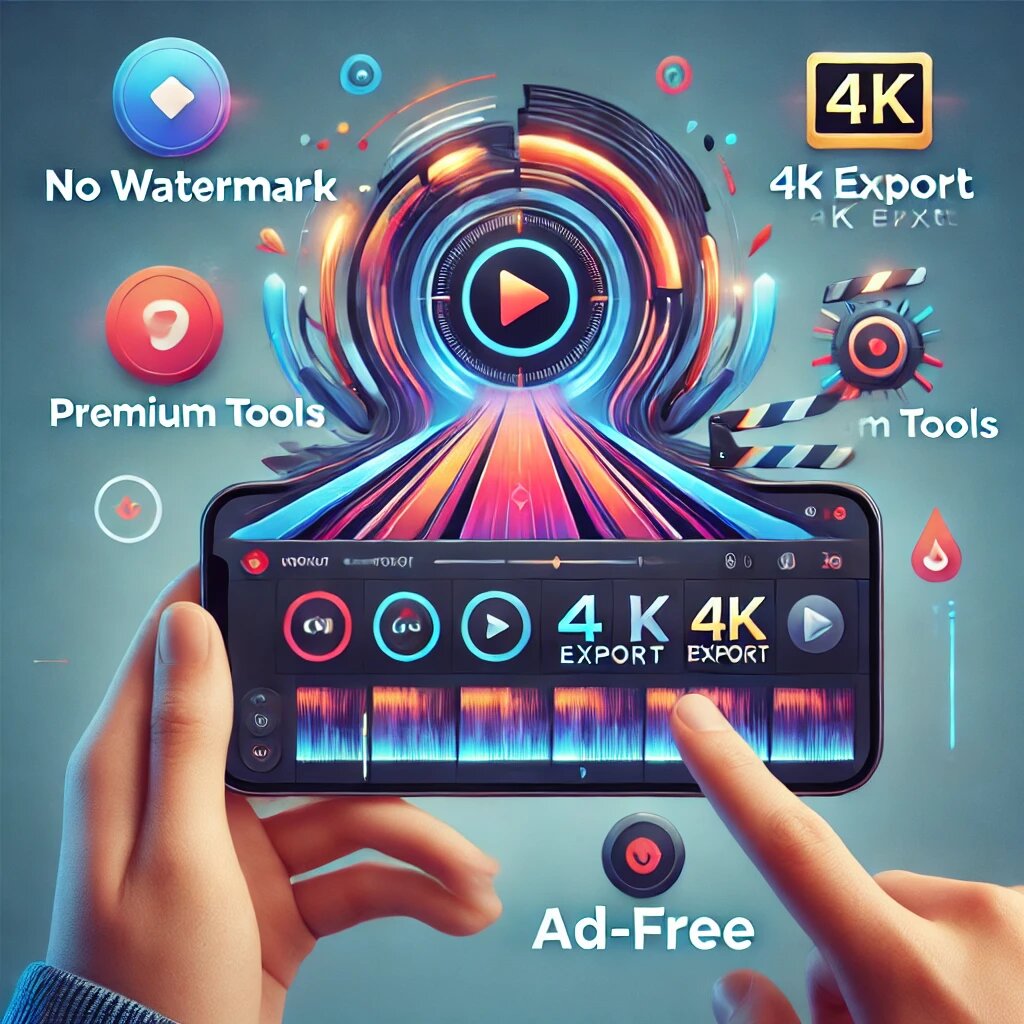 No Watermark
4K
4k Export
Premium Tools
m Tools
4 K
EXPORT
4K
EXPORT
Ad-Free